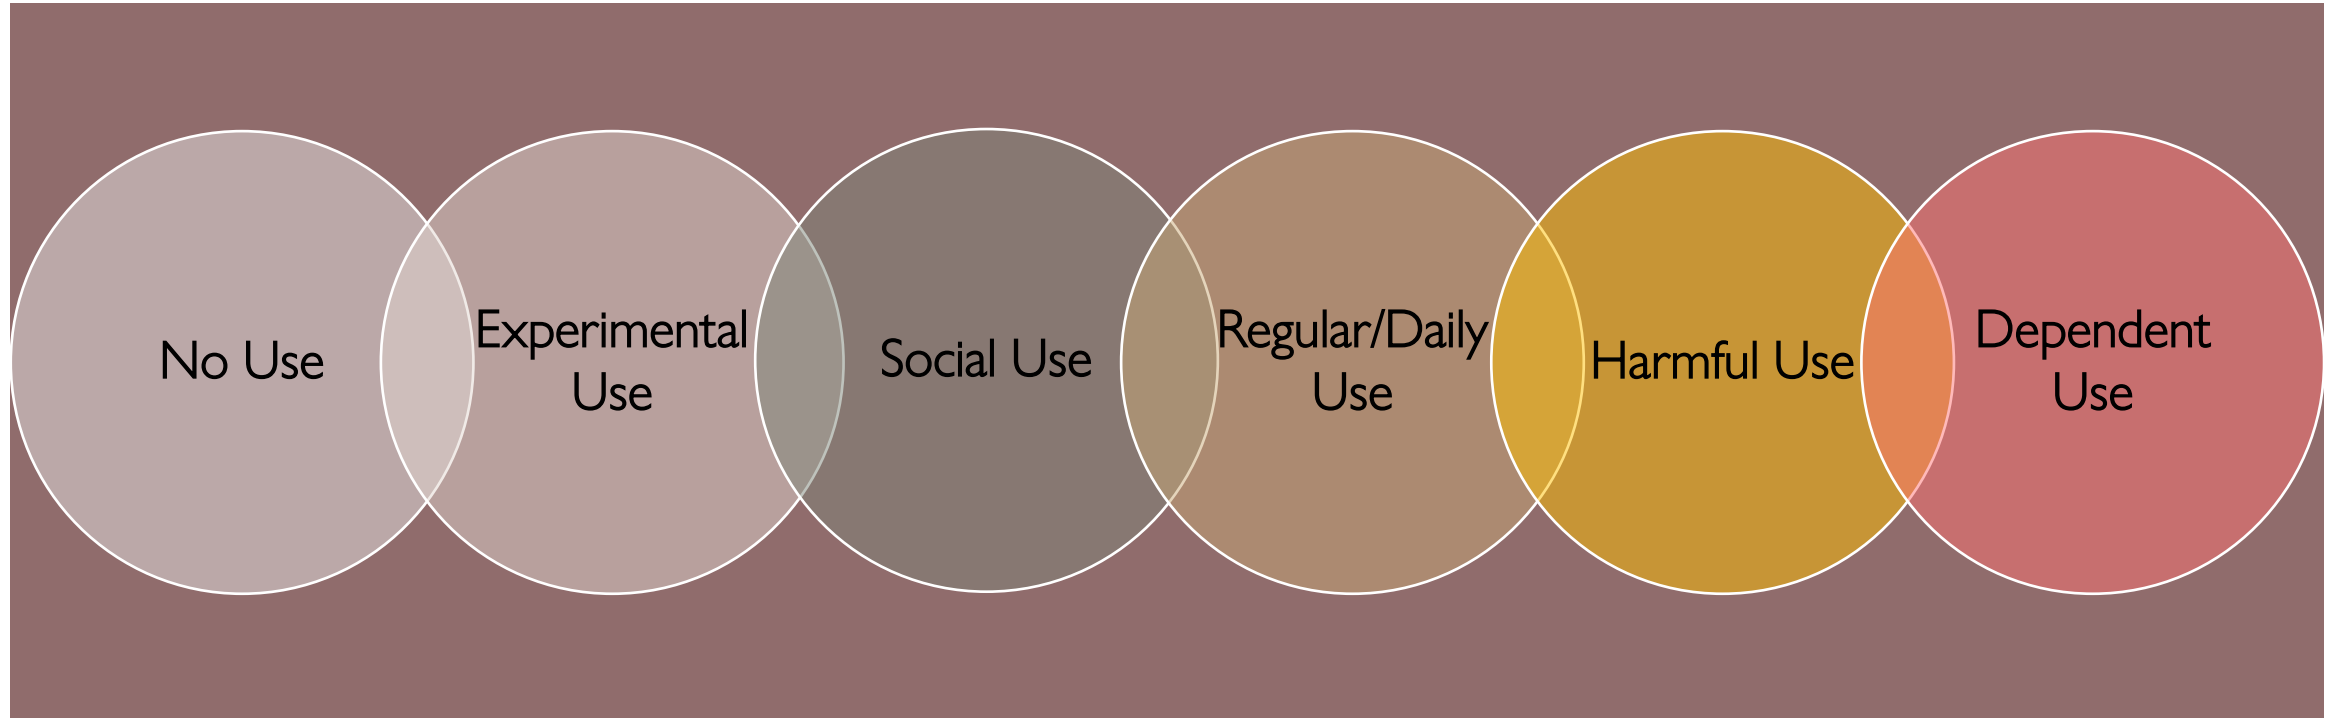 No Use
Experimental
Use
Social Use
Regular/Daily
Use
Harmful Use
Dependent
Use